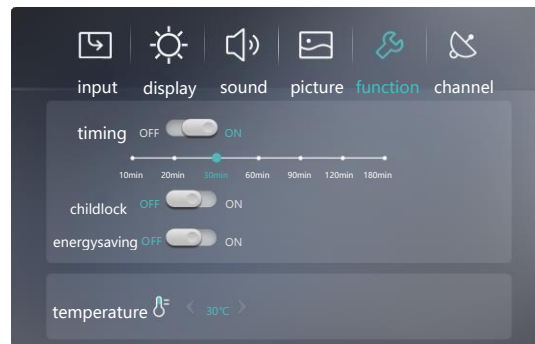 input display sound picture function channel
timing OFF ON
10min 20min 30min 60min 90min 120min 180min
childlock OFF ON
energysaving OFF ON
temperature 30℃